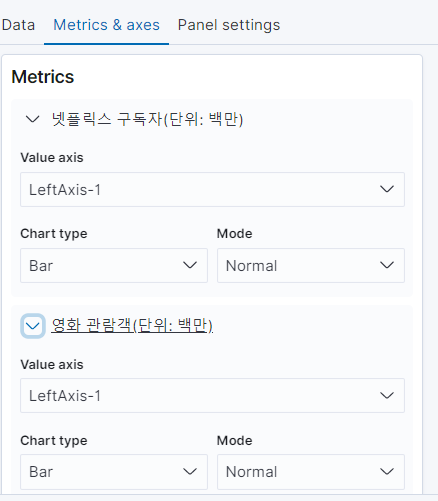 Data Metrics & axes Panel settings
Metrics
넷플릭스 구독자(단위: 백만)
Value axis
LeftAxis-1
Chart type Mode
Bar Normal
영화 관람객(단위: 백만)
Value axis
LeftAxis-1
Chart type Mode
Bar Normal